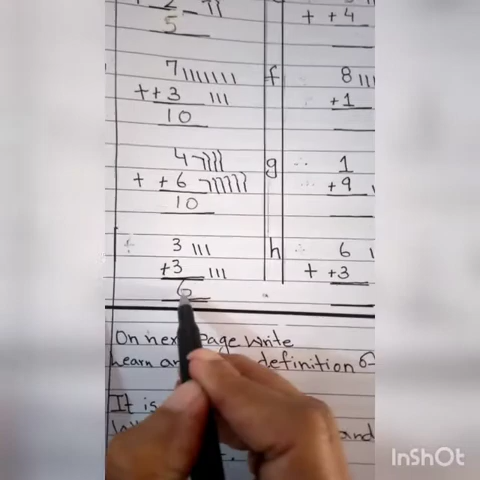 5
+ +4
7
+ +3
10
f
8
+1
4
+ +6
10
g
1
+9
3
+3
6
h
6
+ +3
On next page write
learn definition
It is
and
InShOt